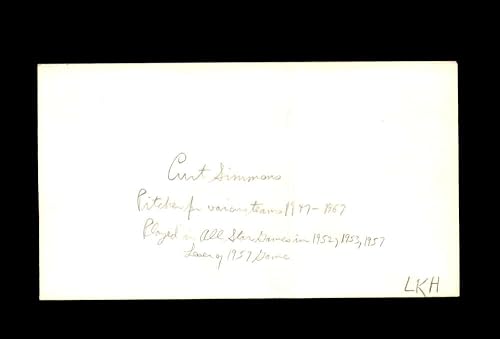 Curt Simmons
Pitcher for various teams 1947-1967
Played in All Star Games in 1952, 1953, 1957
Loser of 1957 Game
LKH